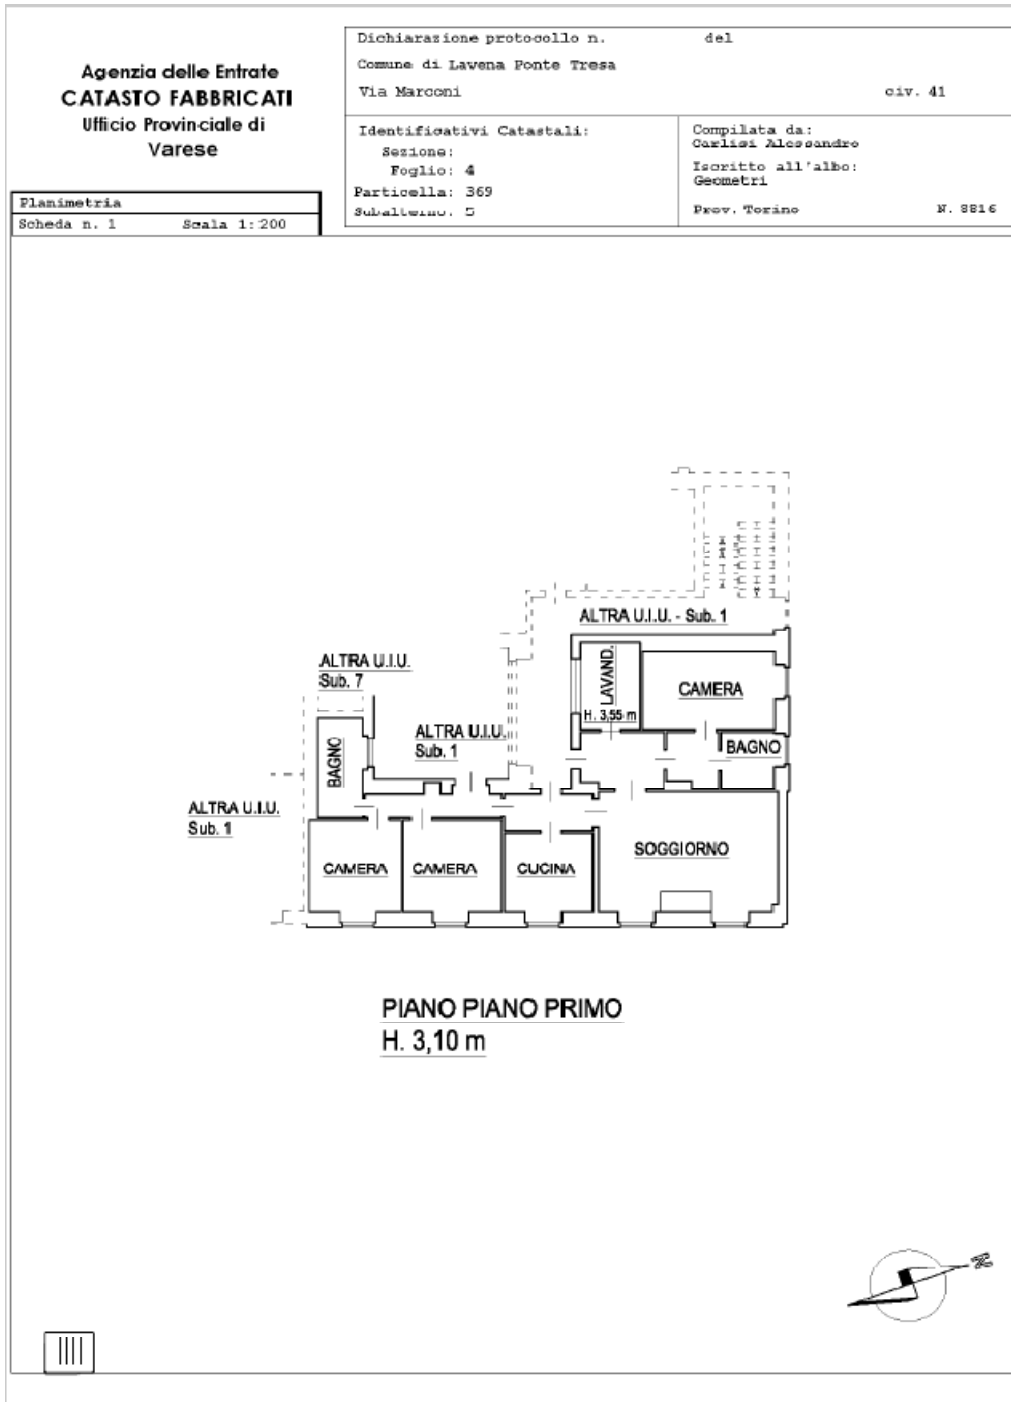 Agenzia delle Entrate
CATASTO FABBRICATI
Ufficio Provinciale di
Varese
Dichiarazione protocollo n. del
Comune di Lavena Ponte Tresa
Via Marconi civ. 41
Identificativi Catastali:
Sezione:
Foglio: 4
Particella: 369
Subalterno: 5
Compilata da:
Carlisi Alessandro
Iscritto all'albo:
Geometri
Prov. Torino N. 8816
Planimetria
Scheda n. 1 Scala 1:200
ALTRA U.I.U. - Sub. 1
ALTRA U.I.U.
Sub. 7
LAVAND.
H. 3,55 m
CAMERA
ALTRA U.I.U.
Sub. 1
BAGNO
BAGNO
ALTRA U.I.U.
Sub. 1
CAMERA
CAMERA
CUCINA
SOGGIORNO
PIANO PIANO PRIMO
H. 3,10 m
N